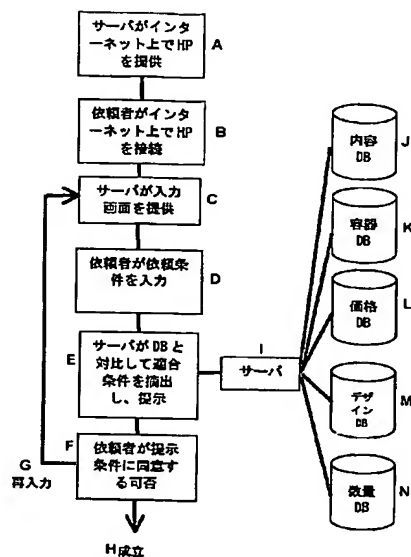 サーバがインタ
ーネット上でHP
を提供
A
依頼者がインタ
ーネット上でHP
を接続
B
サーバが入力
画面を提供
C
依頼者が依頼条
件を入力
D
E
サーバがDBと
対比して適合
条件を摘出
し、提示
F
依頼者が提示
条件に同意す
る可否
G
再入力
H成立
I
サーバ
内容
DB
J
容器
DB
K
価格
DB
L
デザ
イン
DB
M
数量
DB
N